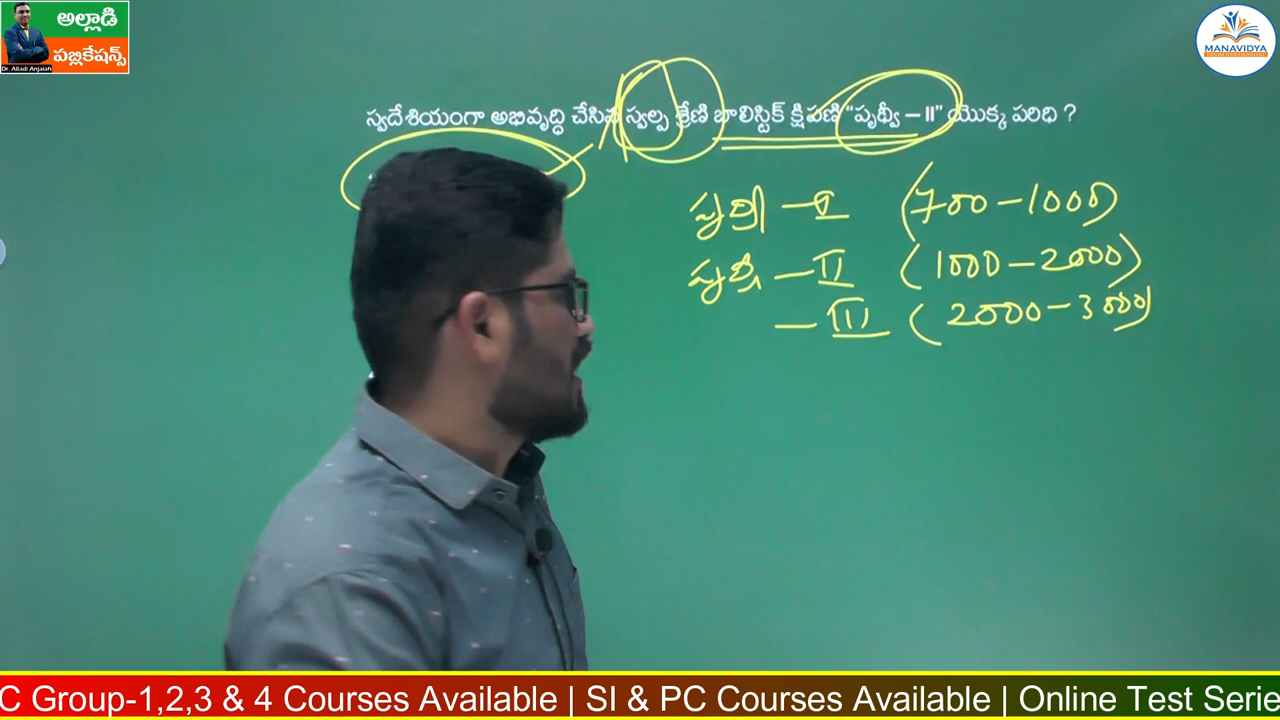 అల్లాడి
పబ్లికేషన్స్
Dr. Alladi Anjaiah
MANAVIDYA
స్వదేశీయంగా అభివృద్ధి చేసిన స్వల్ప శ్రేణి బాలిస్టిక్ క్షిపణి “పృథ్వీ – II” యొక్క పరిధి ?
పృథ్వీ – I (700 – 1000)
పృథ్వీ – II (1000 – 2000)
– III (2000 – 3000)
C Group-1,2,3 & 4 Courses Available | SI & PC Courses Available | Online Test Serie